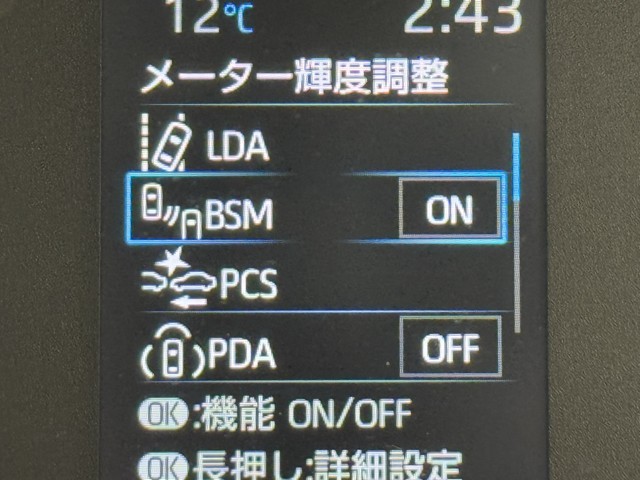 12℃ 2:43
メーター輝度調整
LDA
BSM ON
PCS
PDA OFF
OK:機能 ON/OFF
OK長押し:詳細設定